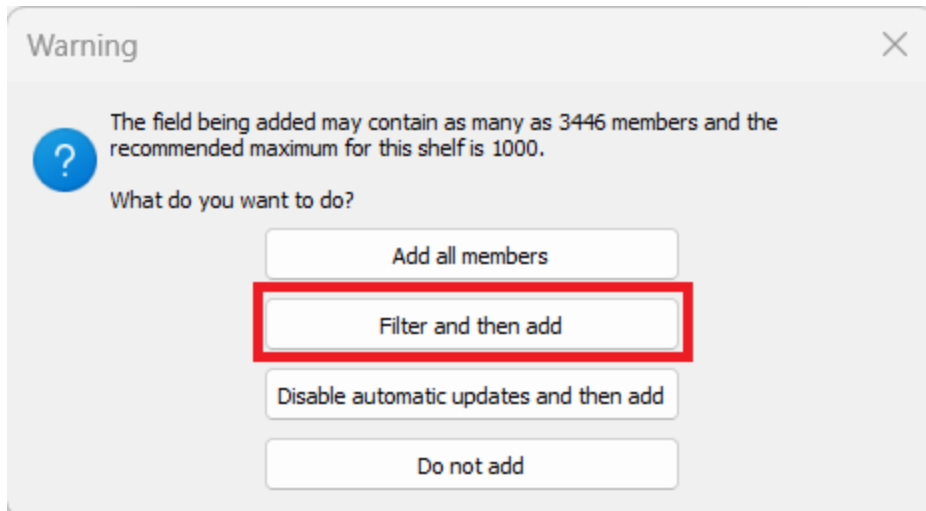 Warning
The field being added may contain as many as 3446 members and the
recommended maximum for this shelf is 1000.
What do you want to do?
Add all members
Filter and then add
Disable automatic updates and then add
Do not add